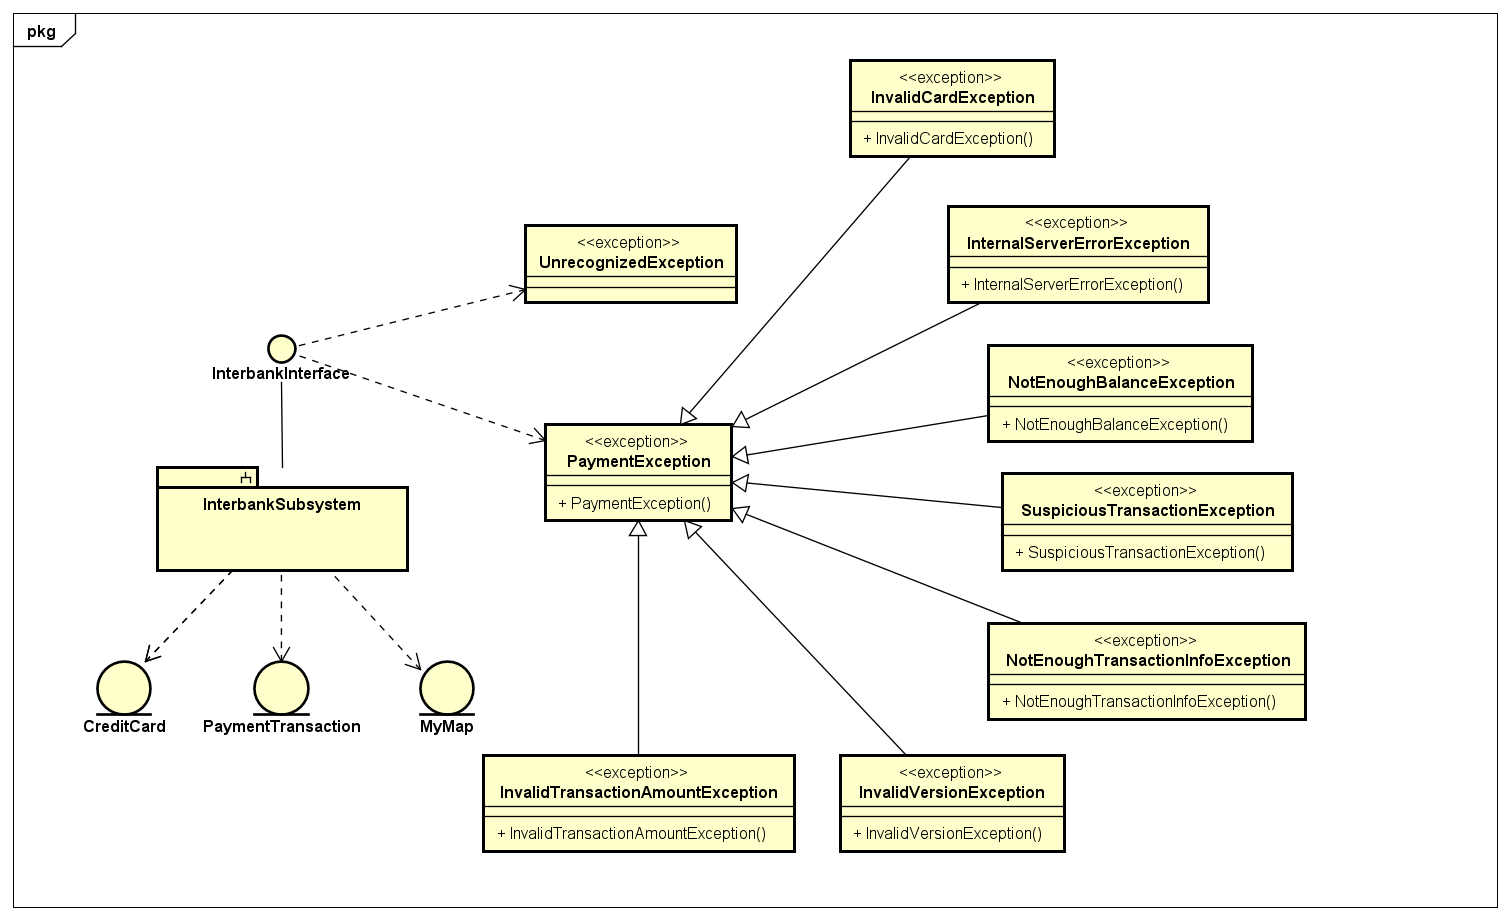 pkg
<<exception>>
InvalidCardException
+ InvalidCardException()
<<exception>>
InternalServerErrorException
+ InternalServerErrorException()
<<exception>>
UnrecognizedException
InterbankInterface
<<exception>>
NotEnoughBalanceException
+ NotEnoughBalanceException()
<<exception>>
PaymentException
+ PaymentException()
InterbankSubsystem
<<exception>>
SuspiciousTransactionException
+ SuspiciousTransactionException()
<<exception>>
NotEnoughTransactionInfoException
+ NotEnoughTransactionInfoException()
CreditCard
PaymentTransaction
MyMap
<<exception>>
InvalidTransactionAmountException
+ InvalidTransactionAmountException()
<<exception>>
InvalidVersionException
+ InvalidVersionException()